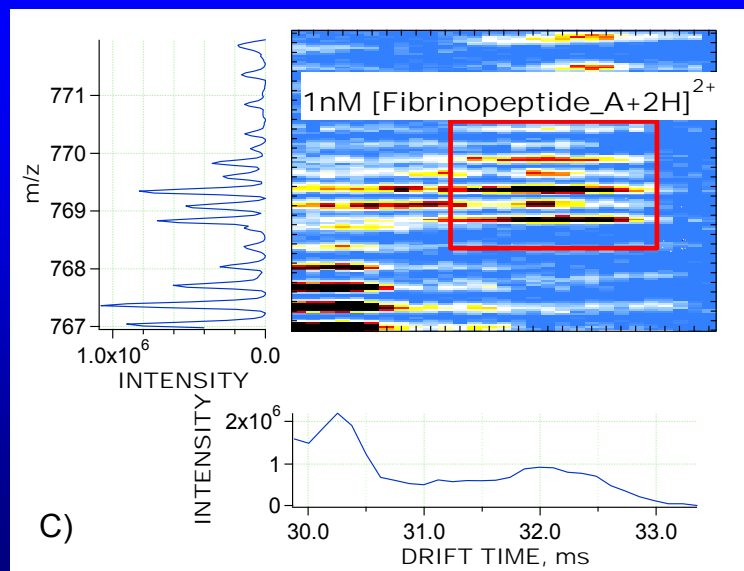 771
770
769
768
767
m/z
1.0x10⁶
0.0
INTENSITY
1nM [Fibrinopeptide_A+2H]²⁺
INTENSITY
2x10⁶
1
0
30.0
31.0
32.0
33.0
DRIFT TIME, ms
C)